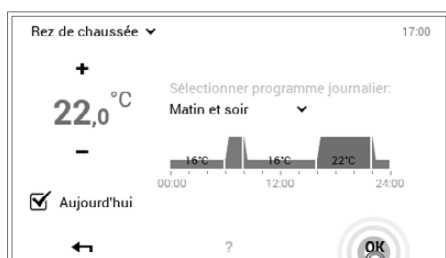 Rez de chaussée
17:00
+
22,0 °C
−
Sélectionner programme journalier:
Matin et soir
16°C 16°C 22°C
00:00 12:00 24:00
Aujourd'hui
?
OK